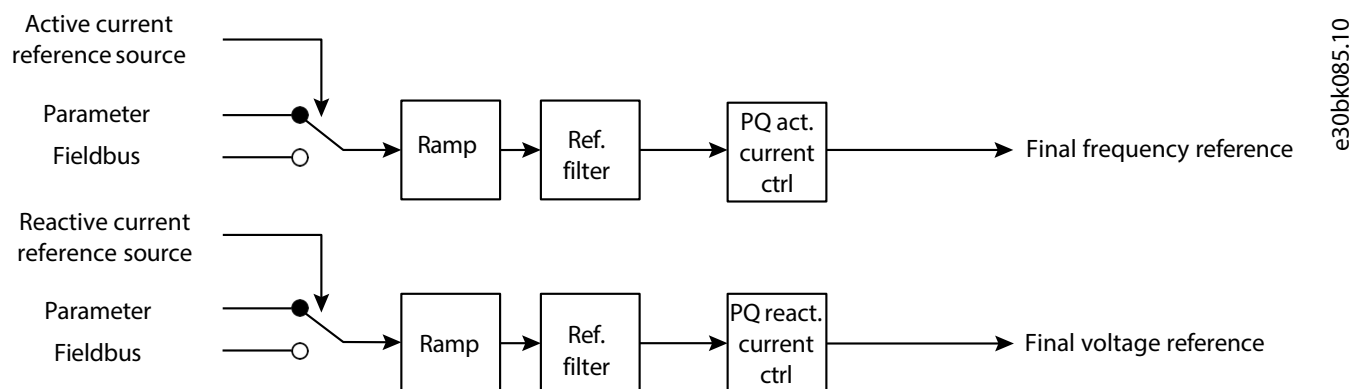 Active current
reference source
Parameter
Fieldbus
Ramp
Ref.
filter
PQ act.
current
ctrl
Final frequency reference
Reactive current
reference source
Parameter
Fieldbus
Ramp
Ref.
filter
PQ react.
current
ctrl
Final voltage reference
e30bk085.10